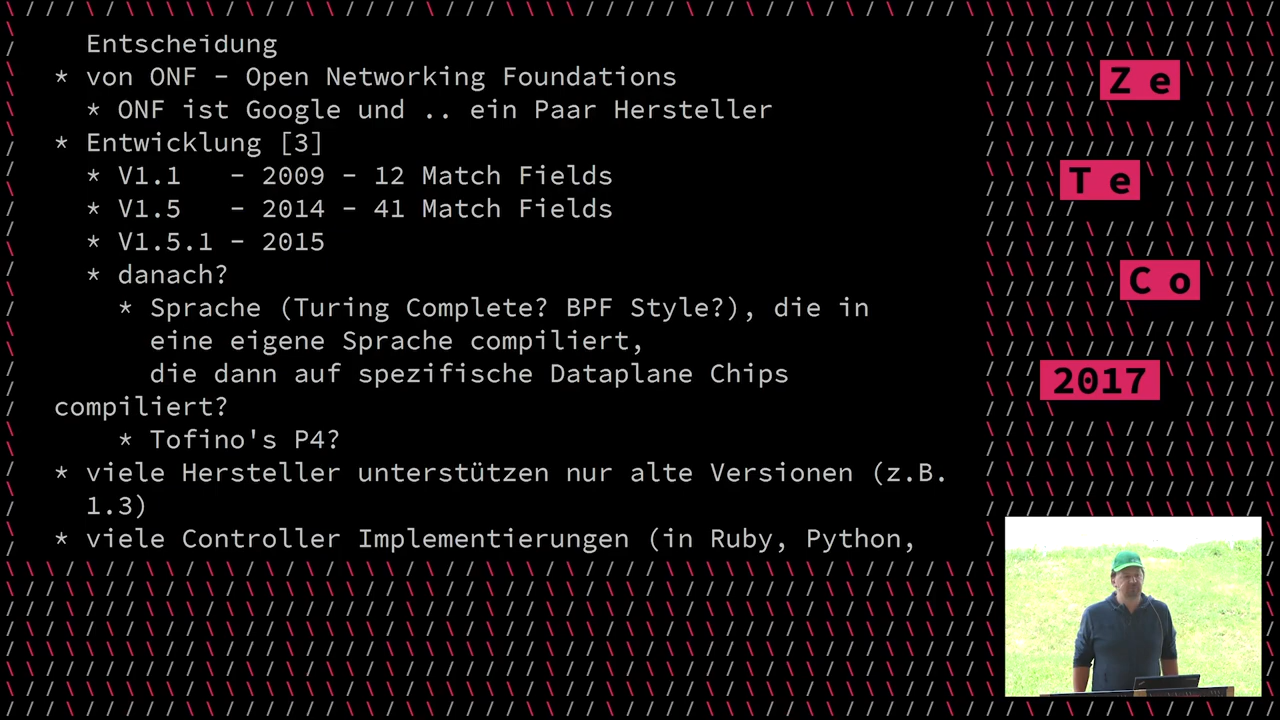 Entscheidung
* von ONF - Open Networking Foundations
* ONF ist Google und .. ein Paar Hersteller
* Entwicklung [3]
* V1.1 - 2009 - 12 Match Fields
* V1.5 - 2014 - 41 Match Fields
* V1.5.1 - 2015
* danach?
* Sprache (Turing Complete? BPF Style?), die in
eine eigene Sprache compiliert,
die dann auf spezifische Dataplane Chips
compiliert?
* Tofino's P4?
* viele Hersteller unterstützen nur alte Versionen (z.B.
1.3)
* viele Controller Implementierungen (in Ruby, Python,
Z e
T e
C o
2017